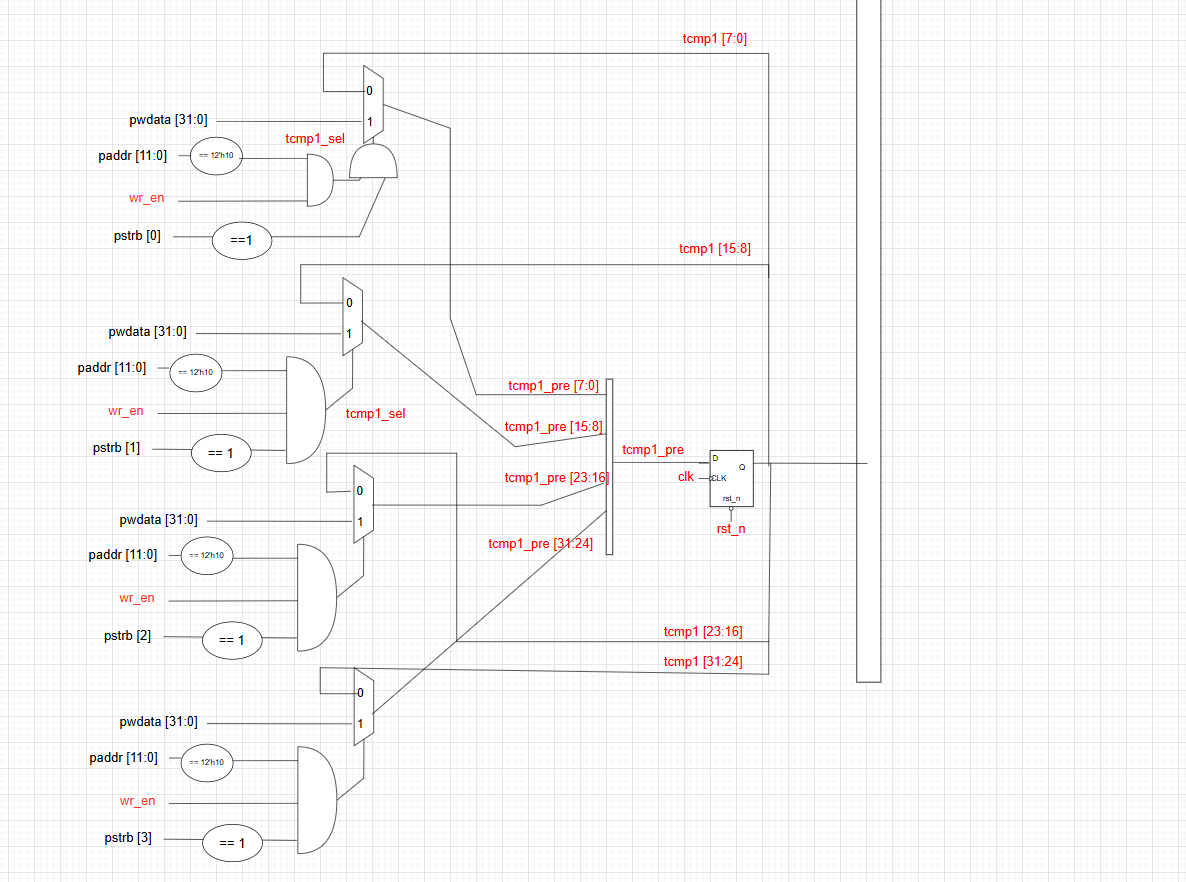 tcmp1 [7:0]
0
pwdata [31:0]
1
tcmp1_sel
paddr [11:0]
== 12'h10
wr_en
pstrb [0]
==1
tcmp1 [15:8]
0
pwdata [31:0]
1
paddr [11:0]
== 12'h10
wr_en
tcmp1_sel
pstrb [1]
== 1
tcmp1_pre [7:0]
tcmp1_pre [15:8]
tcmp1_pre
D
Q
clk
CLK
rst_n
rst_n
tcmp1_pre [23:16]
0
pwdata [31:0]
1
tcmp1_pre [31:24]
paddr [11:0]
== 12'h10
wr_en
pstrb [2]
== 1
tcmp1 [23:16]
tcmp1 [31:24]
0
pwdata [31:0]
1
paddr [11:0]
== 12'h10
wr_en
pstrb [3]
== 1